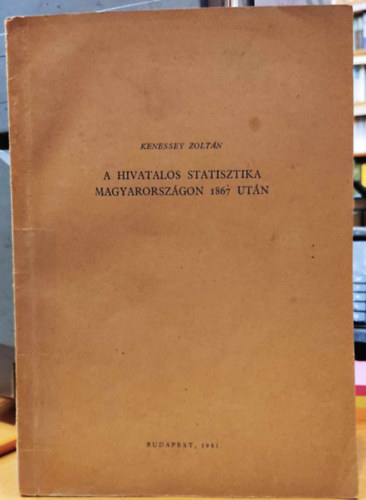 KENESSEY ZOLTÁN
A HIVATALOS STATISZTIKA
MAGYARORSZÁGON 1867 UTÁN
BUDAPEST, 1961